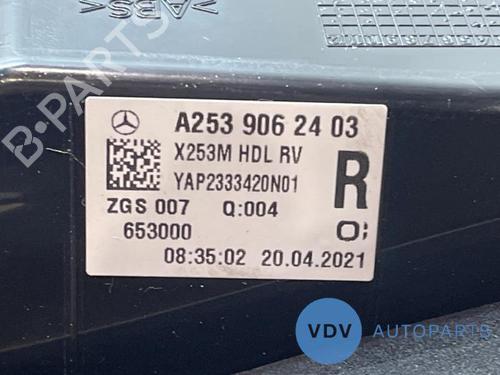 >ABS<
A253 906 24 03
X253M HDL RV
YAP2333420N01
R
ZGS 007 Q:004
653000
08:35:02 20.04.2021
B-PARTS
VDV AUTOPARTS